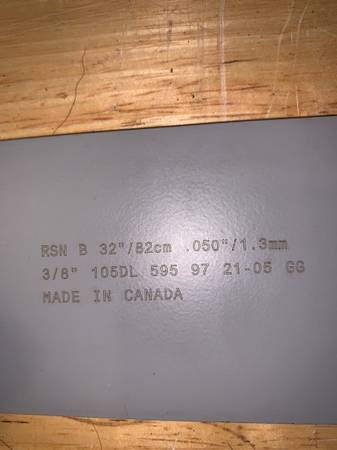 RSN B 32"/82cm .050"/1.3mm
3/8" 105DL 595 97 21-05 GG
MADE IN CANADA